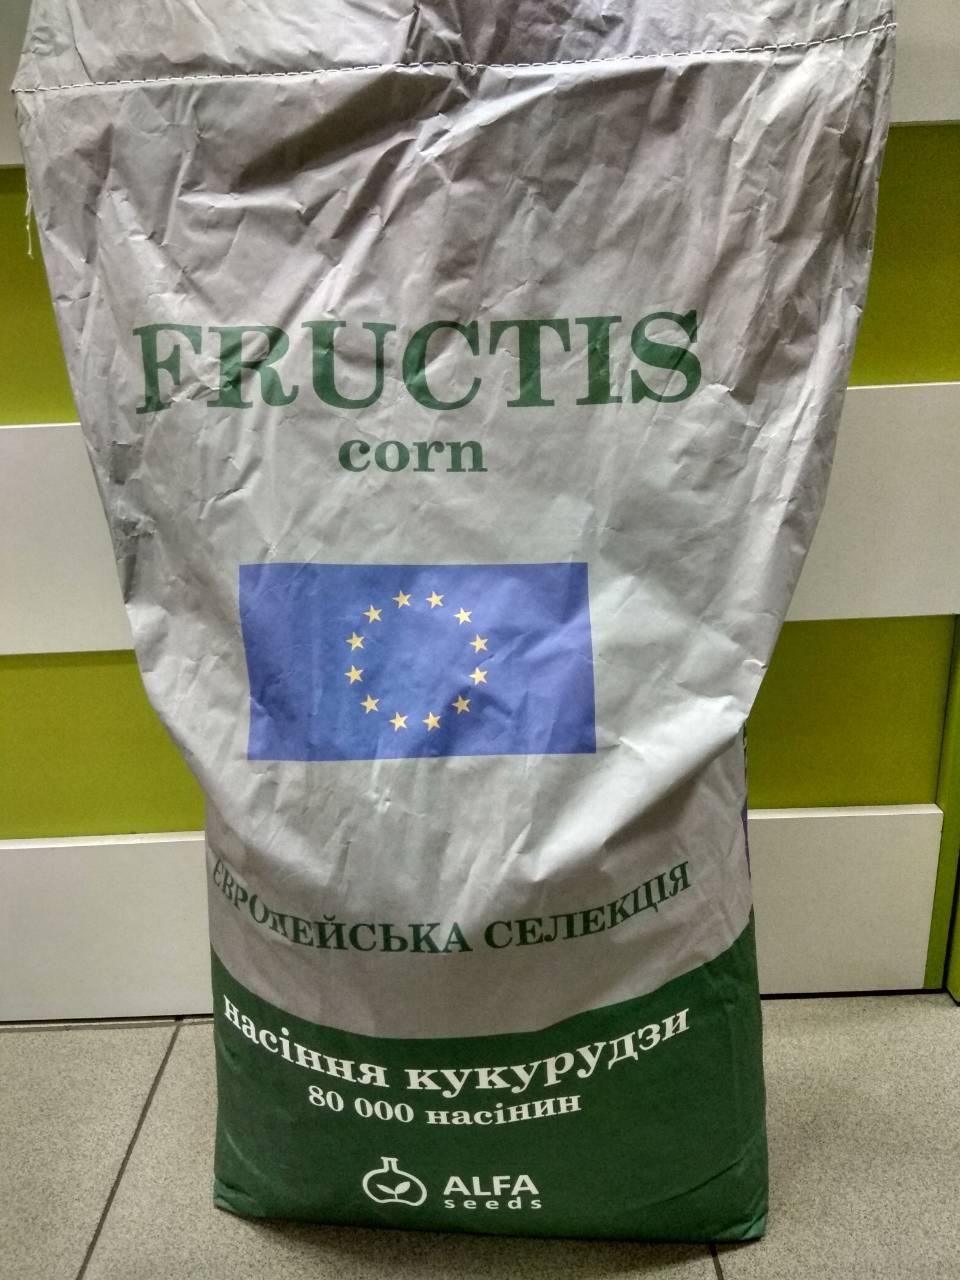 FRUCTIS
corn
ЄВРОПЕЙСЬКА СЕЛЕКЦІЯ
насіння кукурудзи
80 000 насінин
ALFA
seeds